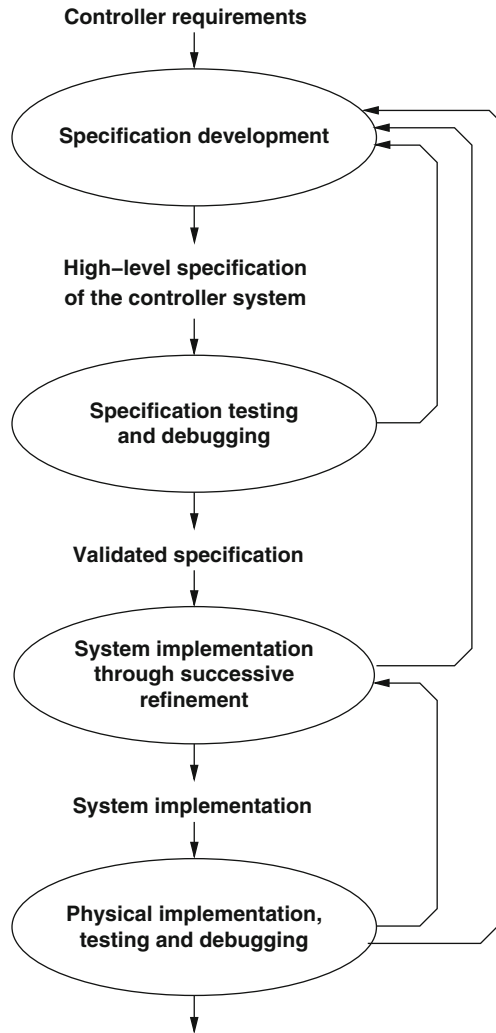 Controller requirements
Specification development
High–level specification
of the controller system
Specification testing
and debugging
Validated specification
System implementation
through successive
refinement
System implementation
Physical implementation,
testing and debugging